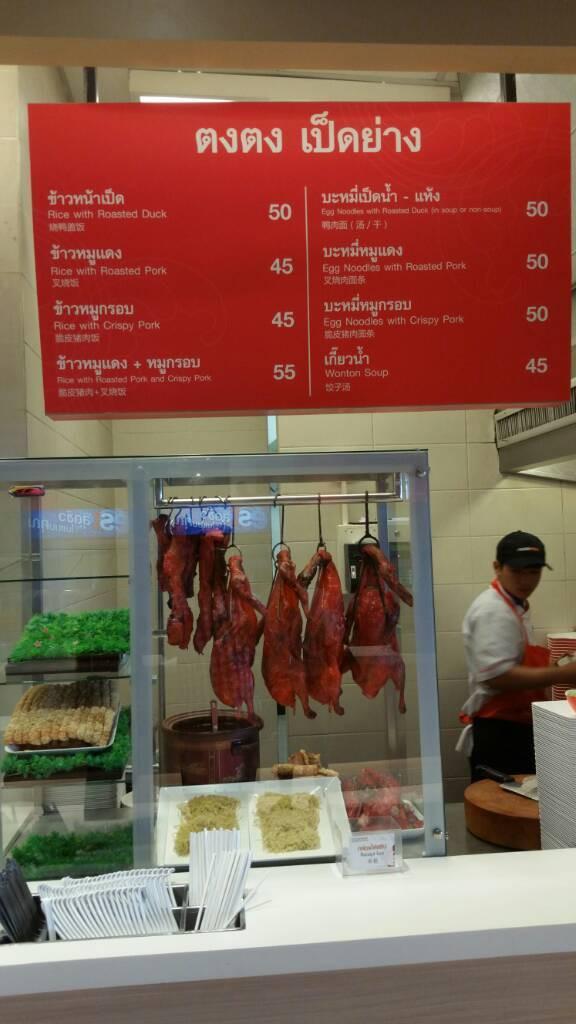 ตงตง เป็ดย่าง
ข้าวหน้าเป็ด
Rice with Roasted Duck
50
烧鸭盖饭
ข้าวหมูแดง
Rice with Roasted Pork
45
叉烧饭
ข้าวหมูกรอบ
Rice with Crispy Pork
45
脆皮猪肉饭
ข้าวหมูแดง + หมูกรอบ
Rice with Roasted Pork and Crispy Pork
55
脆皮猪肉+叉烧饭
บะหมี่เป็ดน้ำ - แห้ง
Egg Noodles with Roasted Duck (in soup or non-soup)
50
鸭肉面 ( 汤 / 干 )
บะหมี่หมูแดง
Egg Noodles with Roasted Pork
50
叉烧肉面条
บะหมี่หมูกรอบ
Egg Noodles with Crispy Pork
50
脆皮猪肉面条
เกี๊ยวน้ำ
Wonton Soup
45
饺子汤